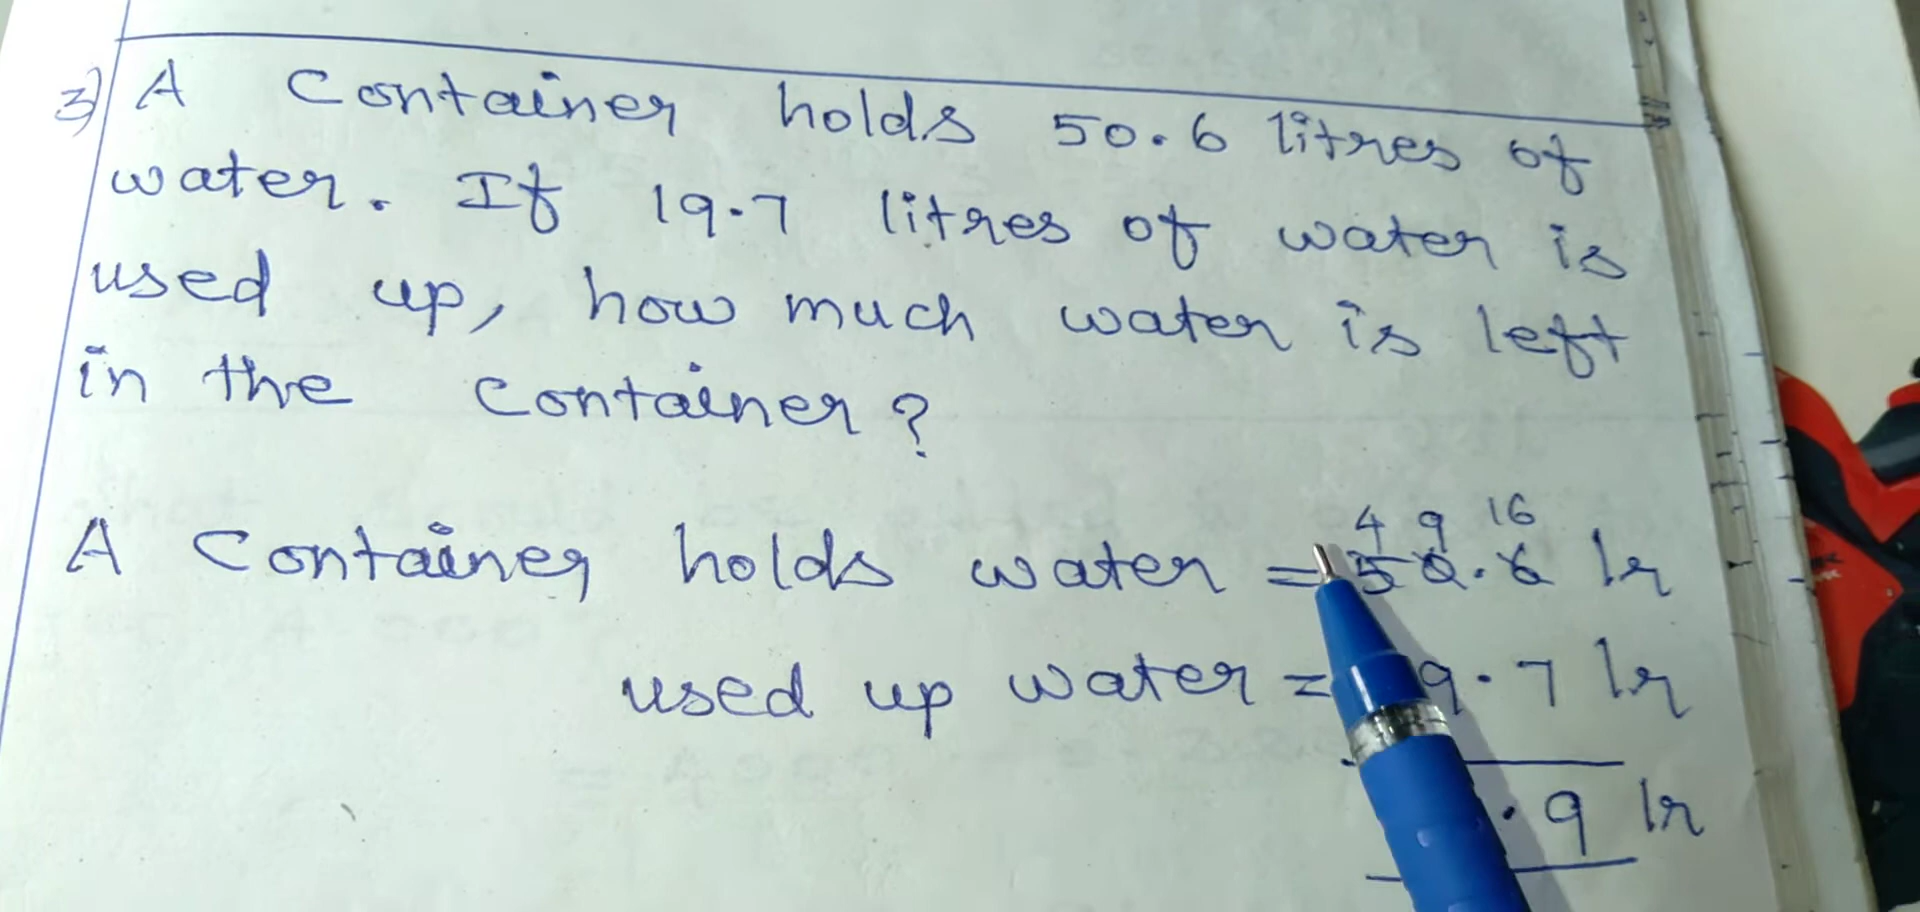 3) A Container holds 50.6 litres of
water. If 19.7 litres of water is
used up, how much water is left
in the container?
4 9 16
A Container holds water = 50.6 lr
used up water = 9.7 lr
.9 lr